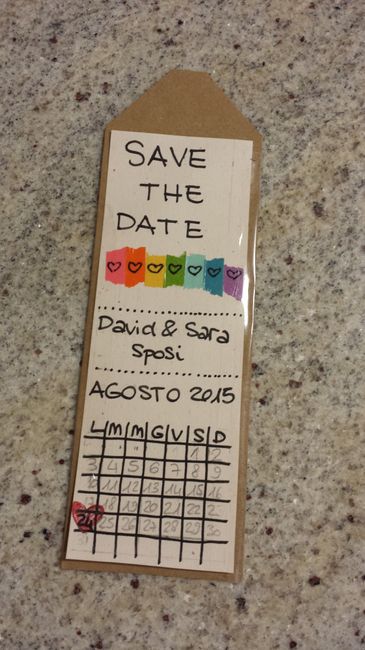 SAVE
THE
DATE
David & Sara
Sposi
AGOSTO 2015
L M M G V S D
1 2
3 4 5 6 7 8 9
10 11 12 13 14 15 16
17 18 19 20 21 22
24 25 26 27 28 29 30